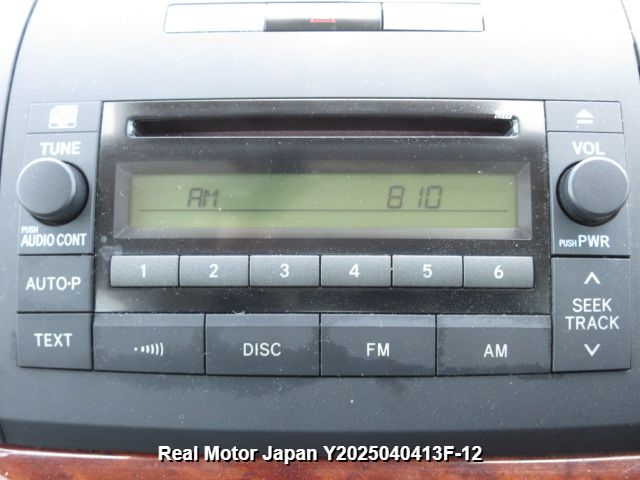 TUNE
PUSH
AUDIO CONT
VOL
PUSH PWR
AM 810
1 2 3 4 5 6
AUTO·P
SEEK
TRACK
TEXT
DISC
FM
AM
Real Motor Japan Y2025040413F-12